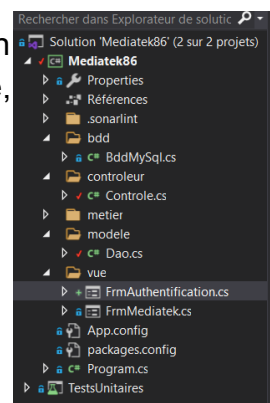 Rechercher dans Explorateur de solutic
n
Solution 'Mediatek86' (2 sur 2 projets)
e,
Mediatek86
Properties
Références
.sonarlint
bdd
C# BddMySql.cs
controleur
C# Controle.cs
metier
modele
C# Dao.cs
vue
FrmAuthentification.cs
FrmMediatek.cs
App.config
packages.config
C# Program.cs
TestsUnitaires